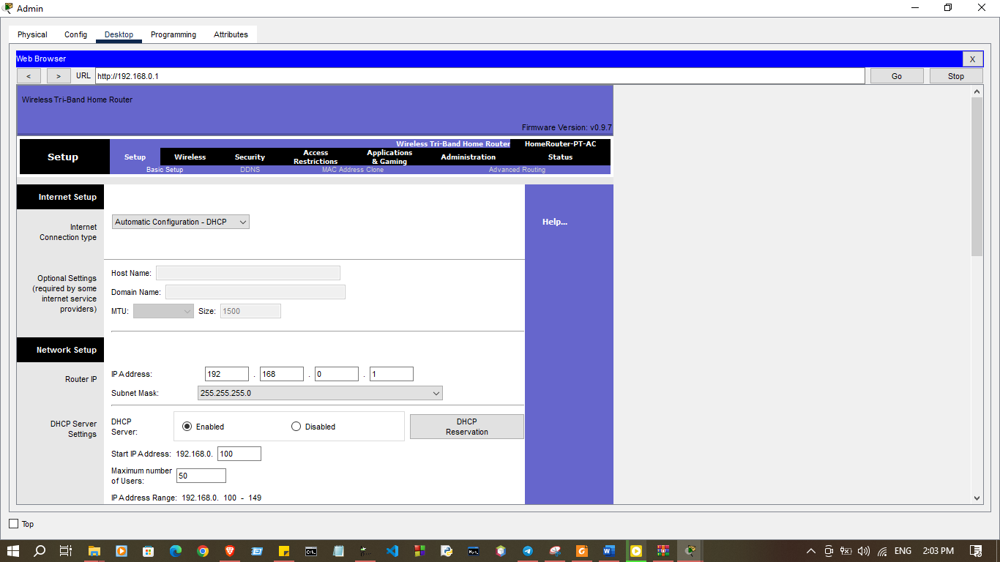 Admin
Physical Config Desktop Programming Attributes
Web Browser X
< > URL http://192.168.0.1 Go Stop
Wireless Tri-Band Home Router
Firmware Version: v0.9.7
Wireless Tri-Band Home Router HomeRouter-PT-AC
Setup Setup Wireless Security Access Restrictions Applications & Gaming Administration Status
Basic Setup DDNS MAC Address Clone Advanced Routing
Internet Setup
Internet Connection type
Automatic Configuration - DHCP
Help...
Optional Settings
(required by some
internet service
providers)
Host Name:
Domain Name:
MTU: Size: 1500
Network Setup
Router IP
IP Address: 192 . 168 . 0 . 1
Subnet Mask: 255.255.255.0
DHCP Server
Settings
DHCP
Server: Enabled Disabled
DHCP
Reservation
Start IP Address: 192.168.0. 100
Maximum number
of Users: 50
IP Address Range: 192.168.0. 100 - 149
Top
ENG 2:03 PM